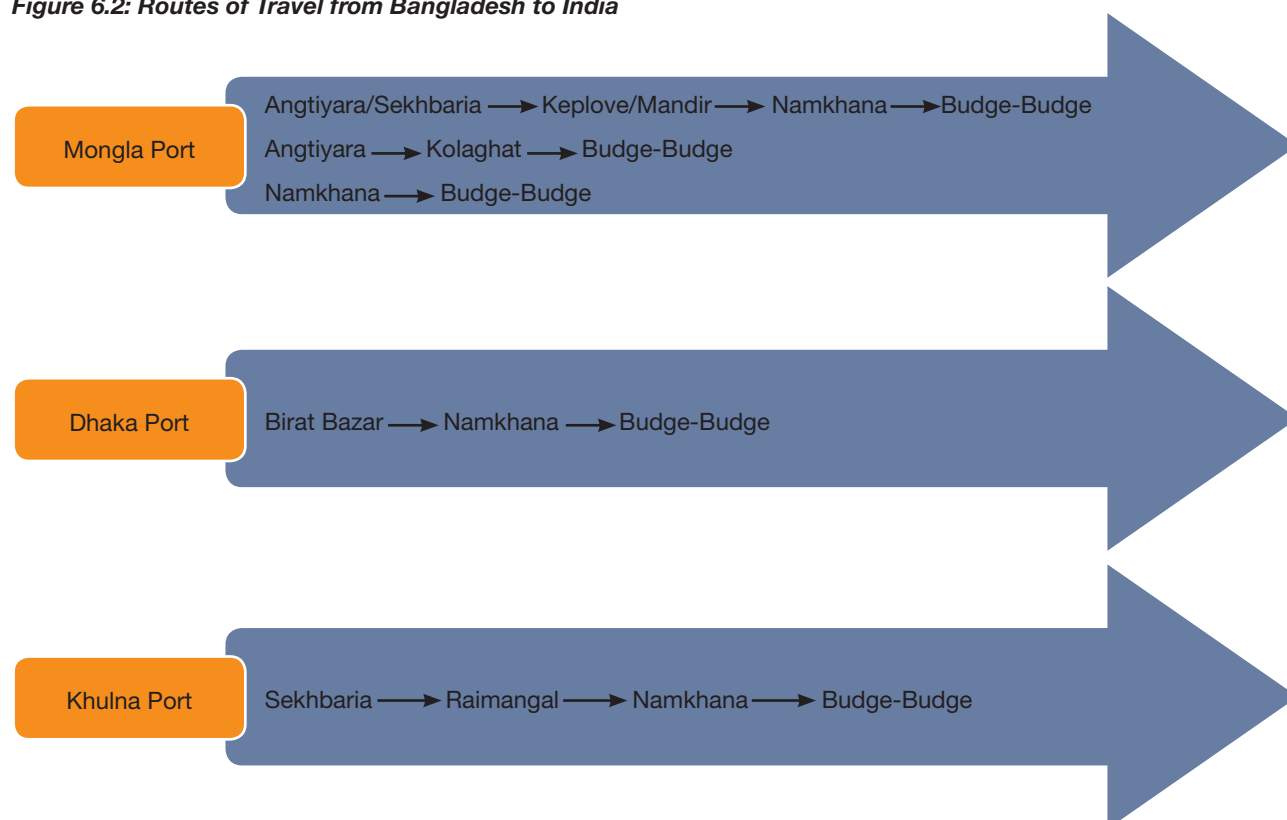 Figure 6.2: Routes of Travel from Bangladesh to India
Mongla Port
Angtiyara/Sekhbaria → Keplove/Mandir → Namkhana → Budge-Budge
Angtiyara → Kolaghat → Budge-Budge
Namkhana → Budge-Budge
Dhaka Port
Birat Bazar → Namkhana → Budge-Budge
Khulna Port
Sekhbaria → Raimangal → Namkhana → Budge-Budge